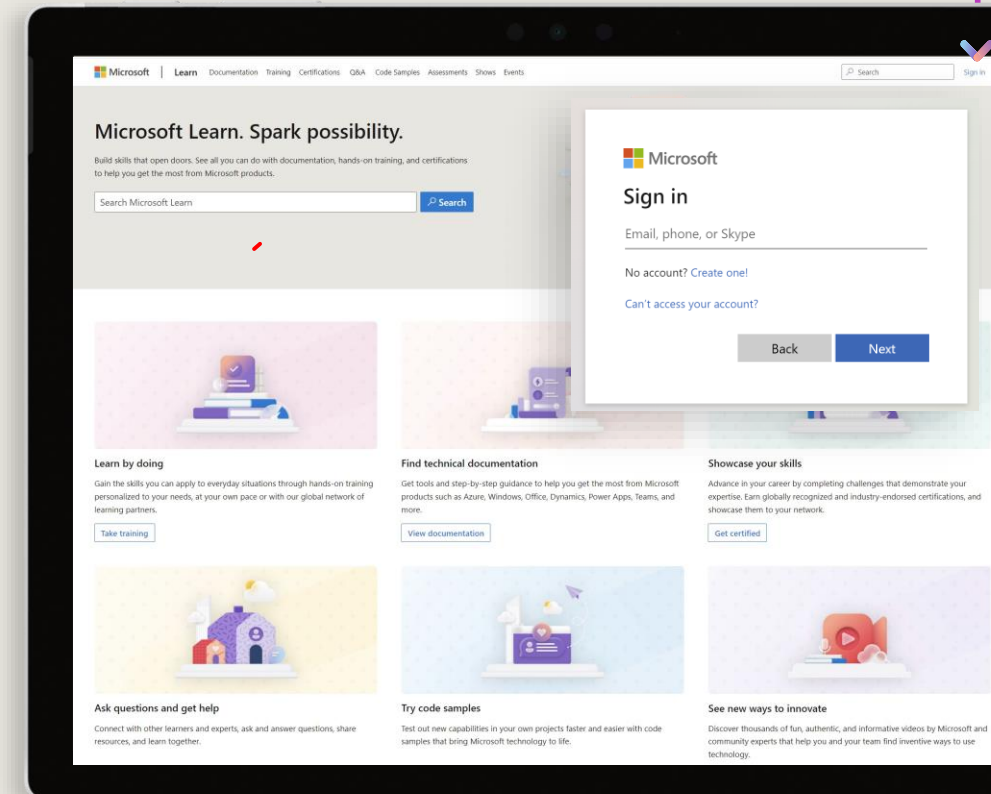 Microsoft | Learn Documentation Training Certifications Q&A Code Samples Assessments Shows Events Search Sign in
Microsoft Learn. Spark possibility.
Build skills that open doors. See all you can do with documentation, hands-on training, and certifications
to help you get the most from Microsoft products.
Search Microsoft Learn Search
Microsoft
Sign in
Email, phone, or Skype
No account? Create one!
Can't access your account?
Back Next
Learn by doing
Gain the skills you can apply to everyday situations through hands-on training
personalized to your needs, at your own pace or with our global network of
learning partners.
Take training
Find technical documentation
Get tools and step-by-step guidance to help you get the most from Microsoft
products such as Azure, Windows, Office, Dynamics, Power Apps, Teams, and
more.
View documentation
Showcase your skills
Advance in your career by completing challenges that demonstrate your
expertise. Earn globally recognized and industry-endorsed certifications, and
showcase them to your network.
Get certified
Ask questions and get help
Connect with other learners and experts, ask and answer questions, share
resources, and learn together.
Try code samples
Test out new capabilities in your own projects faster and easier with code
samples that bring Microsoft technology to life.
See new ways to innovate
Discover thousands of fun, authentic, and informative videos by Microsoft and
community experts that help you and your team find inventive ways to use
technology.